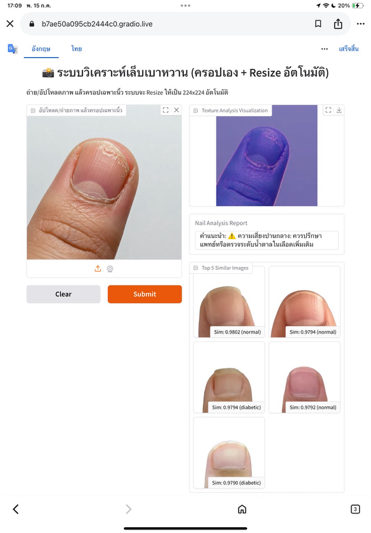 17:09 พ. 15 ก.ค.
20%
b7ae50a095cb2444c0.gradio.live
อังกฤษ
ไทย
เสร็จสิ้น
📸 ระบบวิเคราะห์เล็บเบาหวาน (ครอปเอง + Resize อัตโนมัติ)
ถ่าย/อัปโหลดภาพ แล้วครอปเฉพาะนิ้ว ระบบจะ Resize ให้เป็น 224x224 อัตโนมัติ
อัปโหลด/ถ่ายภาพ แล้วครอปเฉพาะนิ้ว
Clear
Submit
Texture Analysis Visualization
Nail Analysis Report
คำแนะนำ: ⚠️ ความเสี่ยงปานกลาง: ควรปรึกษา
แพทย์หรือตรวจระดับน้ำตาลในเลือดเพิ่มเติม
Top 5 Similar Images
Sim: 0.9802 (normal)
Sim: 0.9794 (normal)
Sim: 0.9794 (diabetic)
Sim: 0.9792 (normal)
Sim: 0.9790 (diabetic)
3